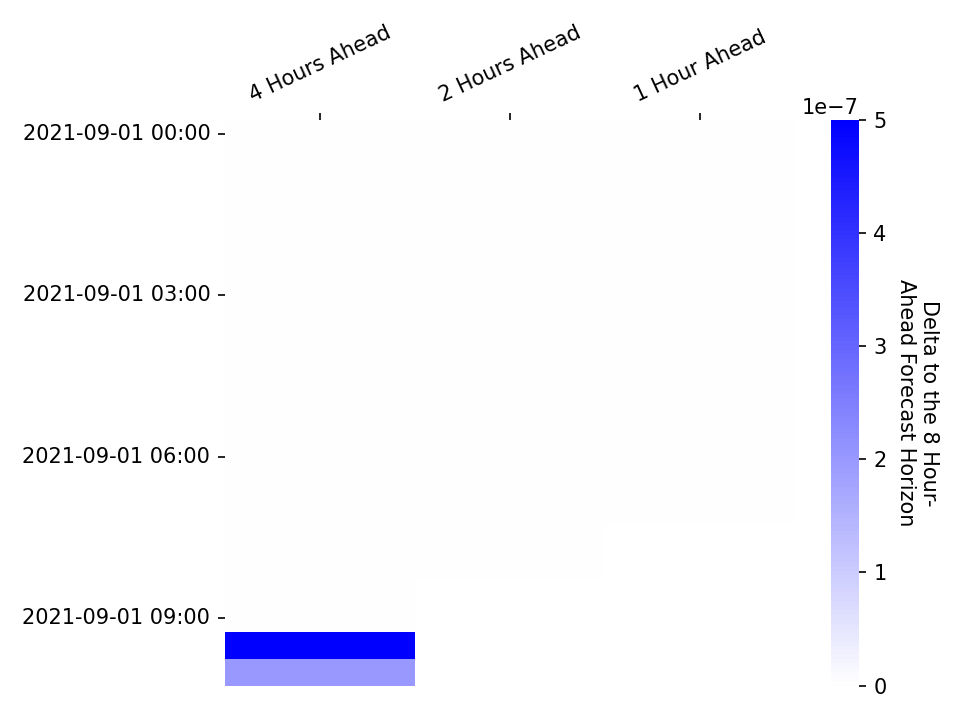 4 Hours Ahead
2 Hours Ahead
1 Hour Ahead
1e−7
2021-09-01 00:00
2021-09-01 03:00
2021-09-01 06:00
2021-09-01 09:00
5
4
3
2
1
0
Delta to the 8 Hour-
Ahead Forecast Horizon